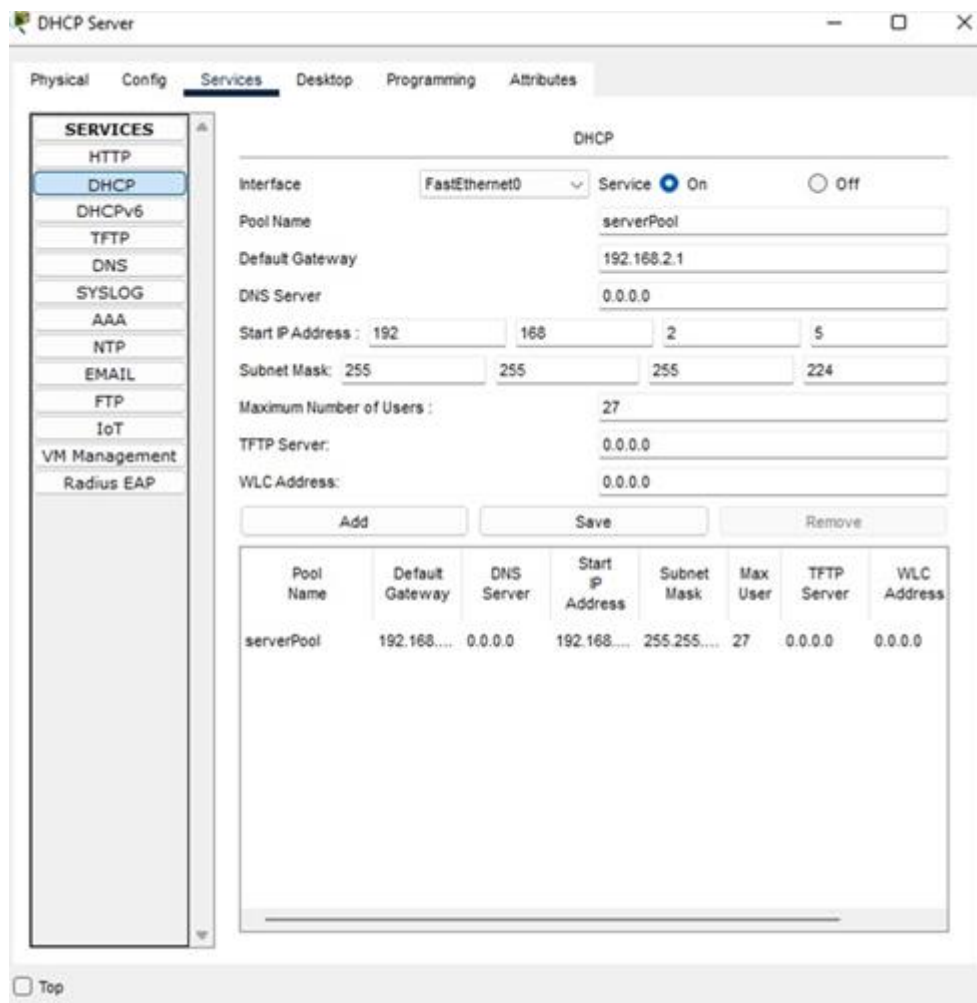 DHCP Server
Physical Config Services Desktop Programming Attributes
SERVICES
HTTP
DHCP
DHCPv6
TFTP
DNS
SYSLOG
AAA
NTP
EMAIL
FTP
IoT
VM Management
Radius EAP
DHCP
Interface FastEthernet0 Service On Off
Pool Name serverPool
Default Gateway 192.168.2.1
DNS Server 0.0.0.0
Start IP Address : 192 168 2 5
Subnet Mask: 255 255 255 224
Maximum Number of Users : 27
TFTP Server: 0.0.0.0
WLC Address: 0.0.0.0
Add Save Remove
Pool Name Default Gateway DNS Server Start IP Address Subnet Mask Max User TFTP Server WLC Address
serverPool 192.168.... 0.0.0.0 192.168.... 255.255.... 27 0.0.0.0 0.0.0.0
Top